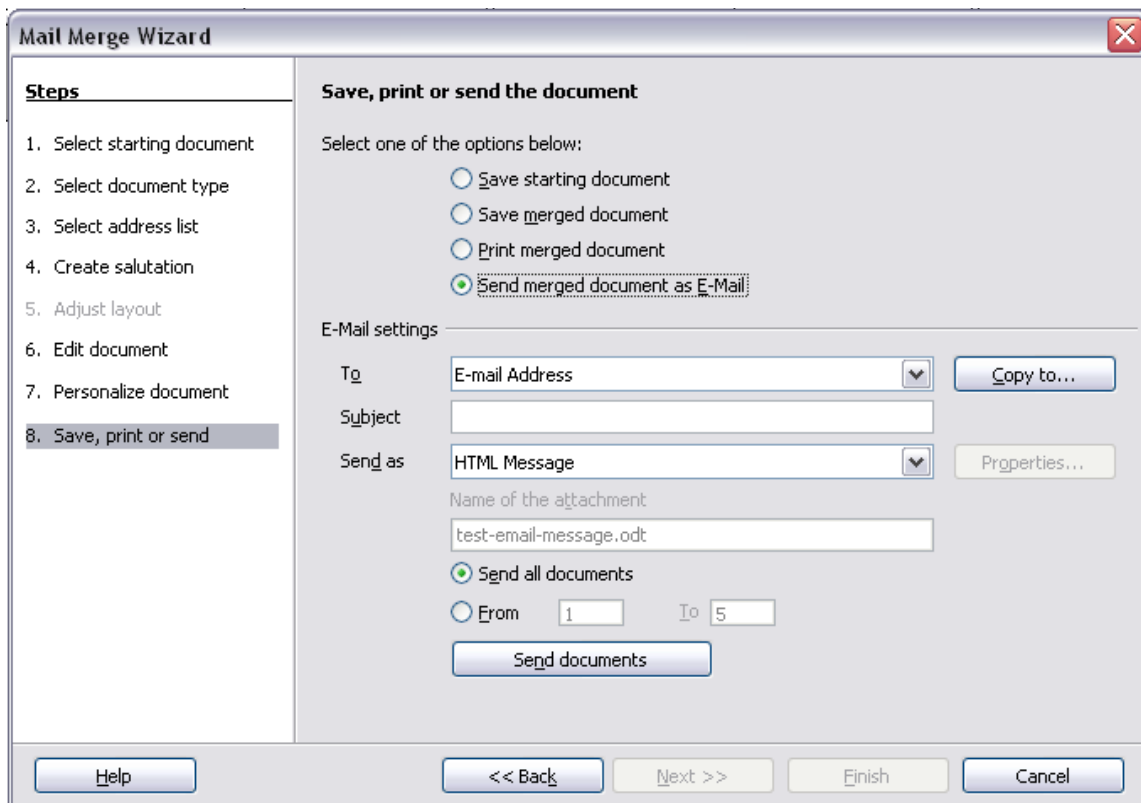 Mail Merge Wizard
Steps
1. Select starting document
2. Select document type
3. Select address list
4. Create salutation
5. Adjust layout
6. Edit document
7. Personalize document
8. Save, print or send
Save, print or send the document
Select one of the options below:
Save starting document
Save merged document
Print merged document
Send merged document as E-Mail
E-Mail settings
To E-mail Address Copy to...
Subject
Send as HTML Message Properties...
Name of the attachment
test-email-message.odt
Send all documents
From 1 To 5
Send documents
Help << Back Next >> Finish Cancel